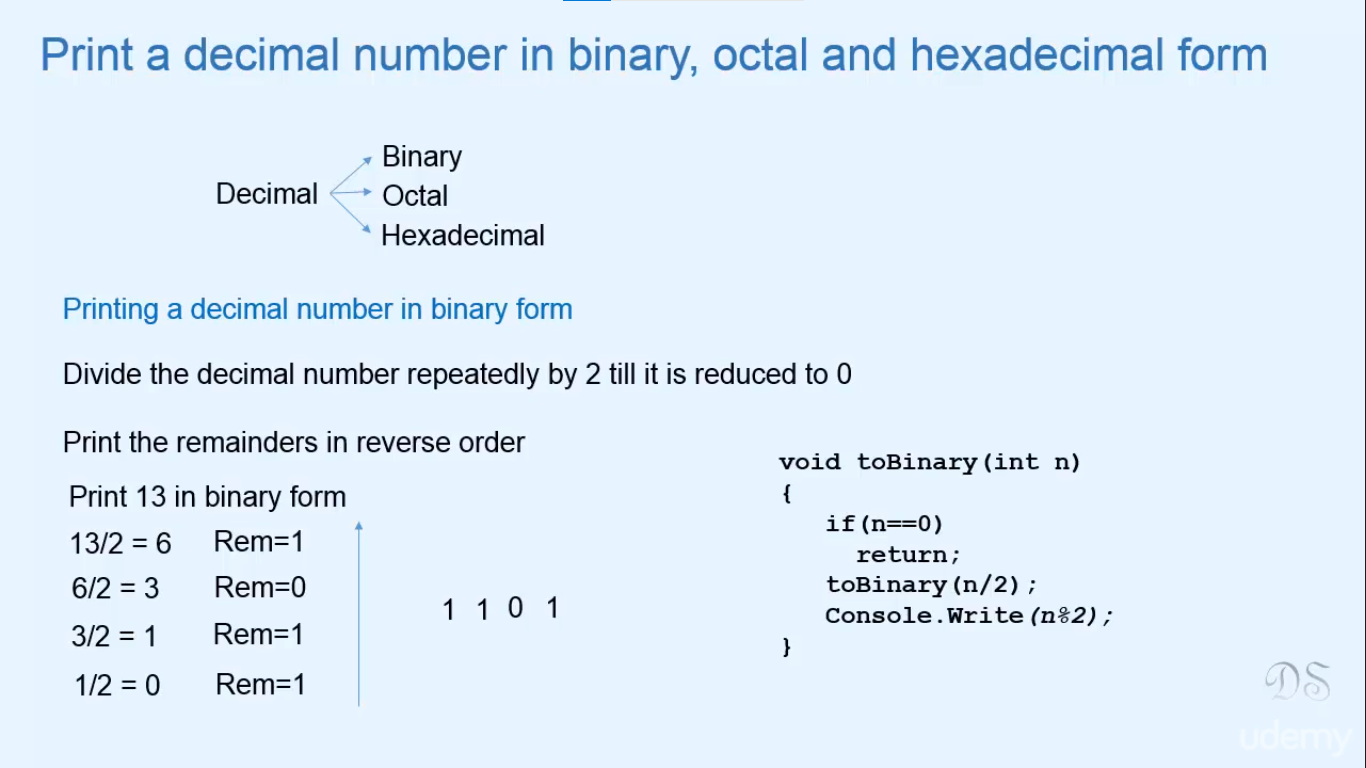 Print a decimal number in binary, octal and hexadecimal form
Binary
Decimal
Octal
Hexadecimal
Printing a decimal number in binary form
Divide the decimal number repeatedly by 2 till it is reduced to 0
Print the remainders in reverse order
Print 13 in binary form
13/2 = 6 Rem=1
6/2 = 3 Rem=0
3/2 = 1 Rem=1
1/2 = 0 Rem=1
1 1 0 1
void toBinary(int n)
{
if(n==0)
return;
toBinary(n/2);
Console.Write(n%2);
}
DS
udemy